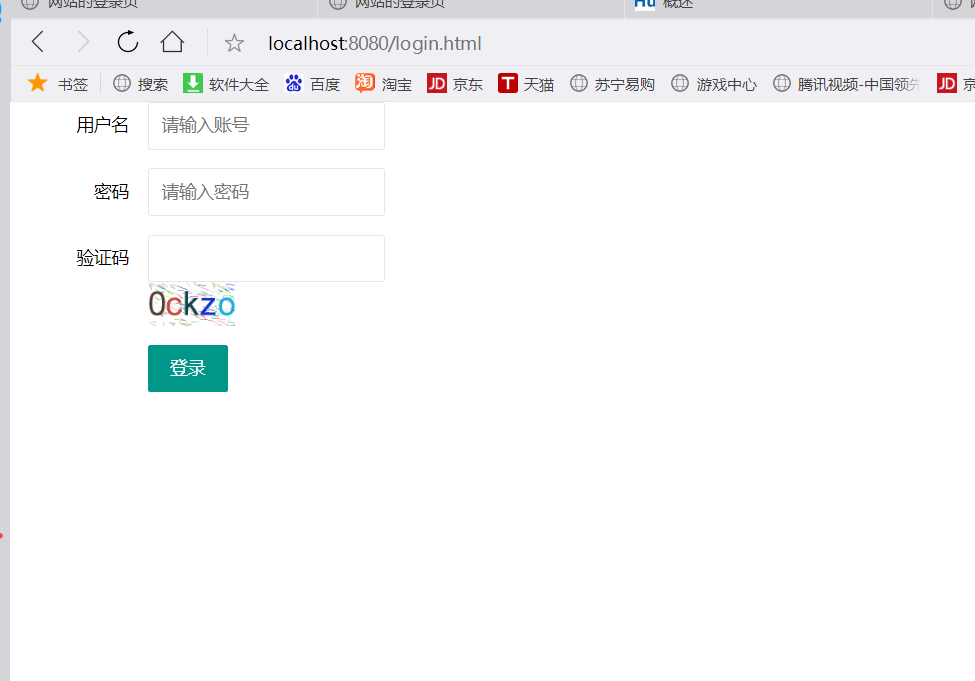 网站的登录页 网站的登录页 Hu 概述
localhost:8080/login.html
书签 搜索 软件大全 百度 淘 淘宝 JD 京东 T 天猫 苏宁易购 游戏中心 腾讯视频-中国领先 JD 京
用户名 请输入账号
密码 请输入密码
验证码
0ckzo
登录